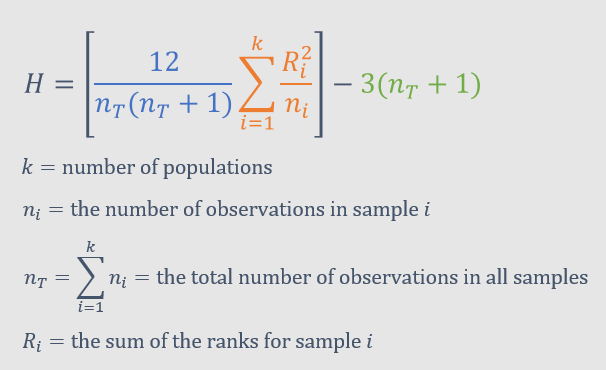 H = [12 / n_T(n_T + 1) ∑_{i=1}^{k} R_i^2 / n_i] − 3(n_T + 1)
k = number of populations
n_i = the number of observations in sample i
n_T = ∑_{i=1}^{k} n_i = the total number of observations in all samples
R_i = the sum of the ranks for sample i